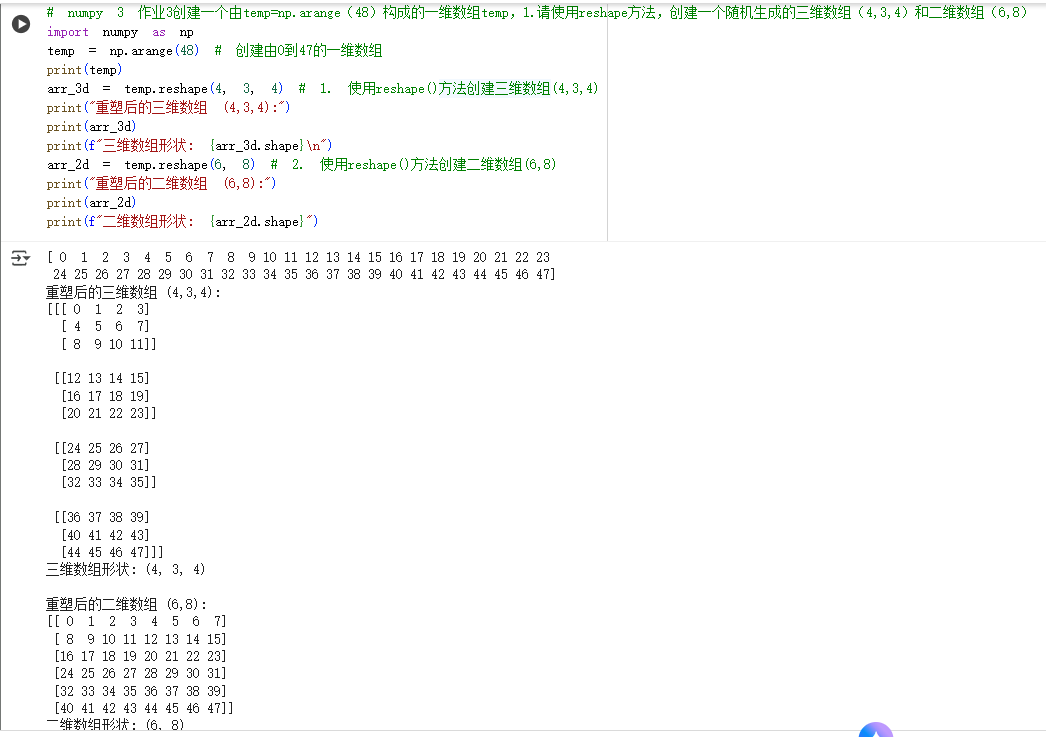 # numpy 3 作业3创建一个由temp=np.arange（48）构成的一维数组temp，1.请使用reshape方法，创建一个随机生成的三维数组（4,3,4）和二维数组（6,8）
import numpy as np
temp = np.arange(48) # 创建由0到47的一维数组
print(temp)
arr_3d = temp.reshape(4, 3, 4) # 1. 使用reshape()方法创建三维数组(4,3,4)
print("重塑后的三维数组 (4,3,4):")
print(arr_3d)
print(f"三维数组形状: {arr_3d.shape}\n")
arr_2d = temp.reshape(6, 8) # 2. 使用reshape()方法创建二维数组(6,8)
print("重塑后的二维数组 (6,8):")
print(arr_2d)
print(f"二维数组形状: {arr_2d.shape}")
[ 0  1  2  3  4  5  6  7  8  9 10 11 12 13 14 15 16 17 18 19 20 21 22 23
 24 25 26 27 28 29 30 31 32 33 34 35 36 37 38 39 40 41 42 43 44 45 46 47]
重塑后的三维数组 (4,3,4):
[[[ 0  1  2  3]
  [ 4  5  6  7]
  [ 8  9 10 11]]
 [[12 13 14 15]
  [16 17 18 19]
  [20 21 22 23]]
 [[24 25 26 27]
  [28 29 30 31]
  [32 33 34 35]]
 [[36 37 38 39]
  [40 41 42 43]
  [44 45 46 47]]]
三维数组形状: (4, 3, 4)
重塑后的二维数组 (6,8):
[[ 0  1  2  3  4  5  6  7]
 [ 8  9 10 11 12 13 14 15]
 [16 17 18 19 20 21 22 23]
 [24 25 26 27 28 29 30 31]
 [32 33 34 35 36 37 38 39]
 [40 41 42 43 44 45 46 47]]
二维数组形状: (6, 8)